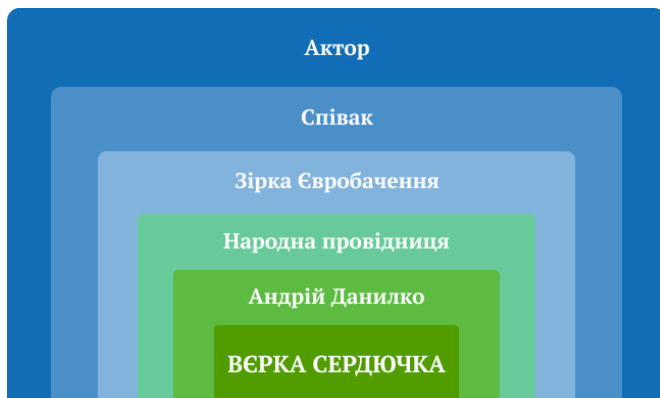 Актор
Співак
Зірка Євробачення
Народна провідниця
Андрій Данилко
ВЄРКА СЕРДЮЧКА